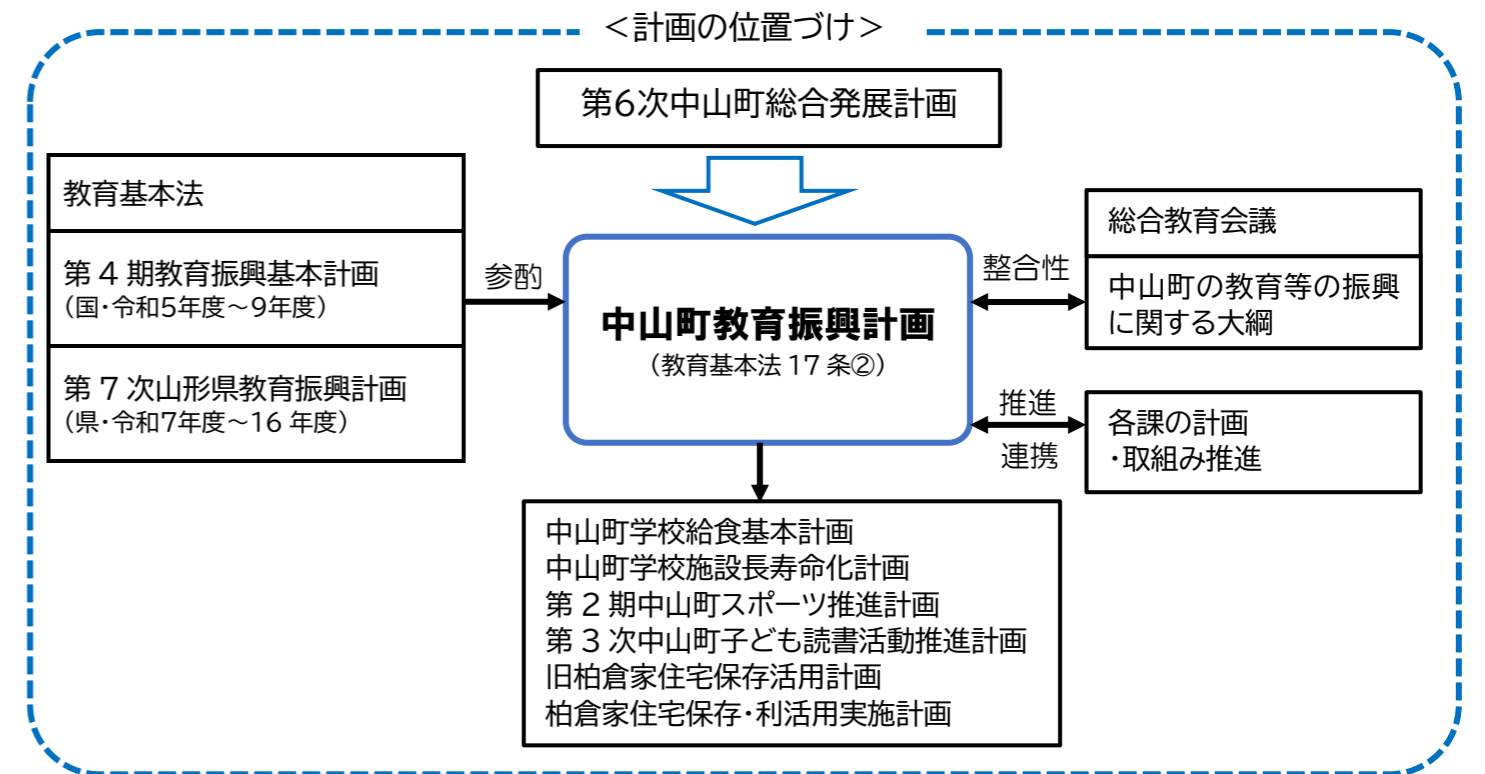 ＜計画の位置づけ＞
第6次中山町総合発展計画
教育基本法
第4期教育振興基本計画
（国・令和5年度～9年度）
第7次山形県教育振興計画
（県・令和7年度～16年度）
参酌
中山町教育振興計画
（教育基本法17条②）
整合性
総合教育会議
中山町の教育等の振興
に関する大綱
推進
連携
各課の計画
・取組み推進
中山町学校給食基本計画
中山町学校施設長寿命化計画
第2期中山町スポーツ推進計画
第3次中山町子ども読書活動推進計画
旧柏倉家住宅保存活用計画
柏倉家住宅保存・利活用実施計画